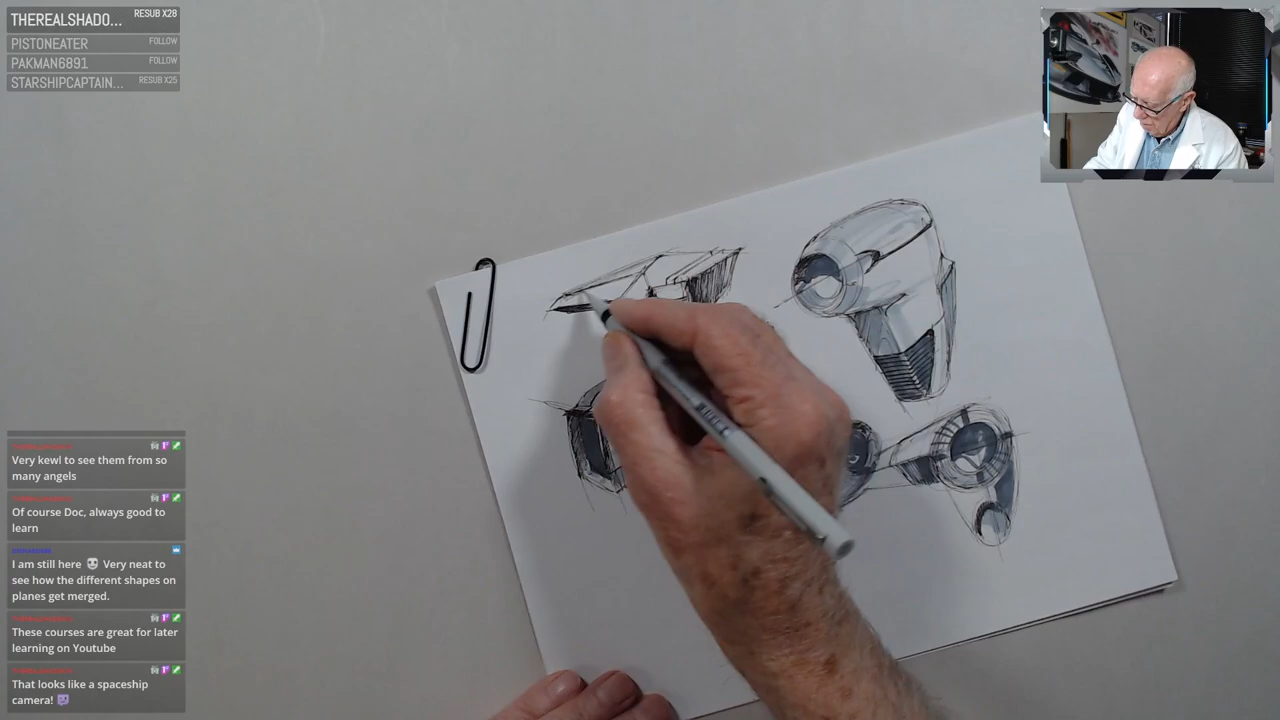 THEREALSHADO... RESUB X28
PISTONEATER FOLLOW
PAKMAN6891 FOLLOW
STARSHIPCAPTAIN... RESUB X25
Very kewl to see them from so
many angels
Of course Doc, always good to
learn
I am still here Very neat to
see how the different shapes on
planes get merged.
These courses are great for later
learning on Youtube
That looks like a spaceship
camera!